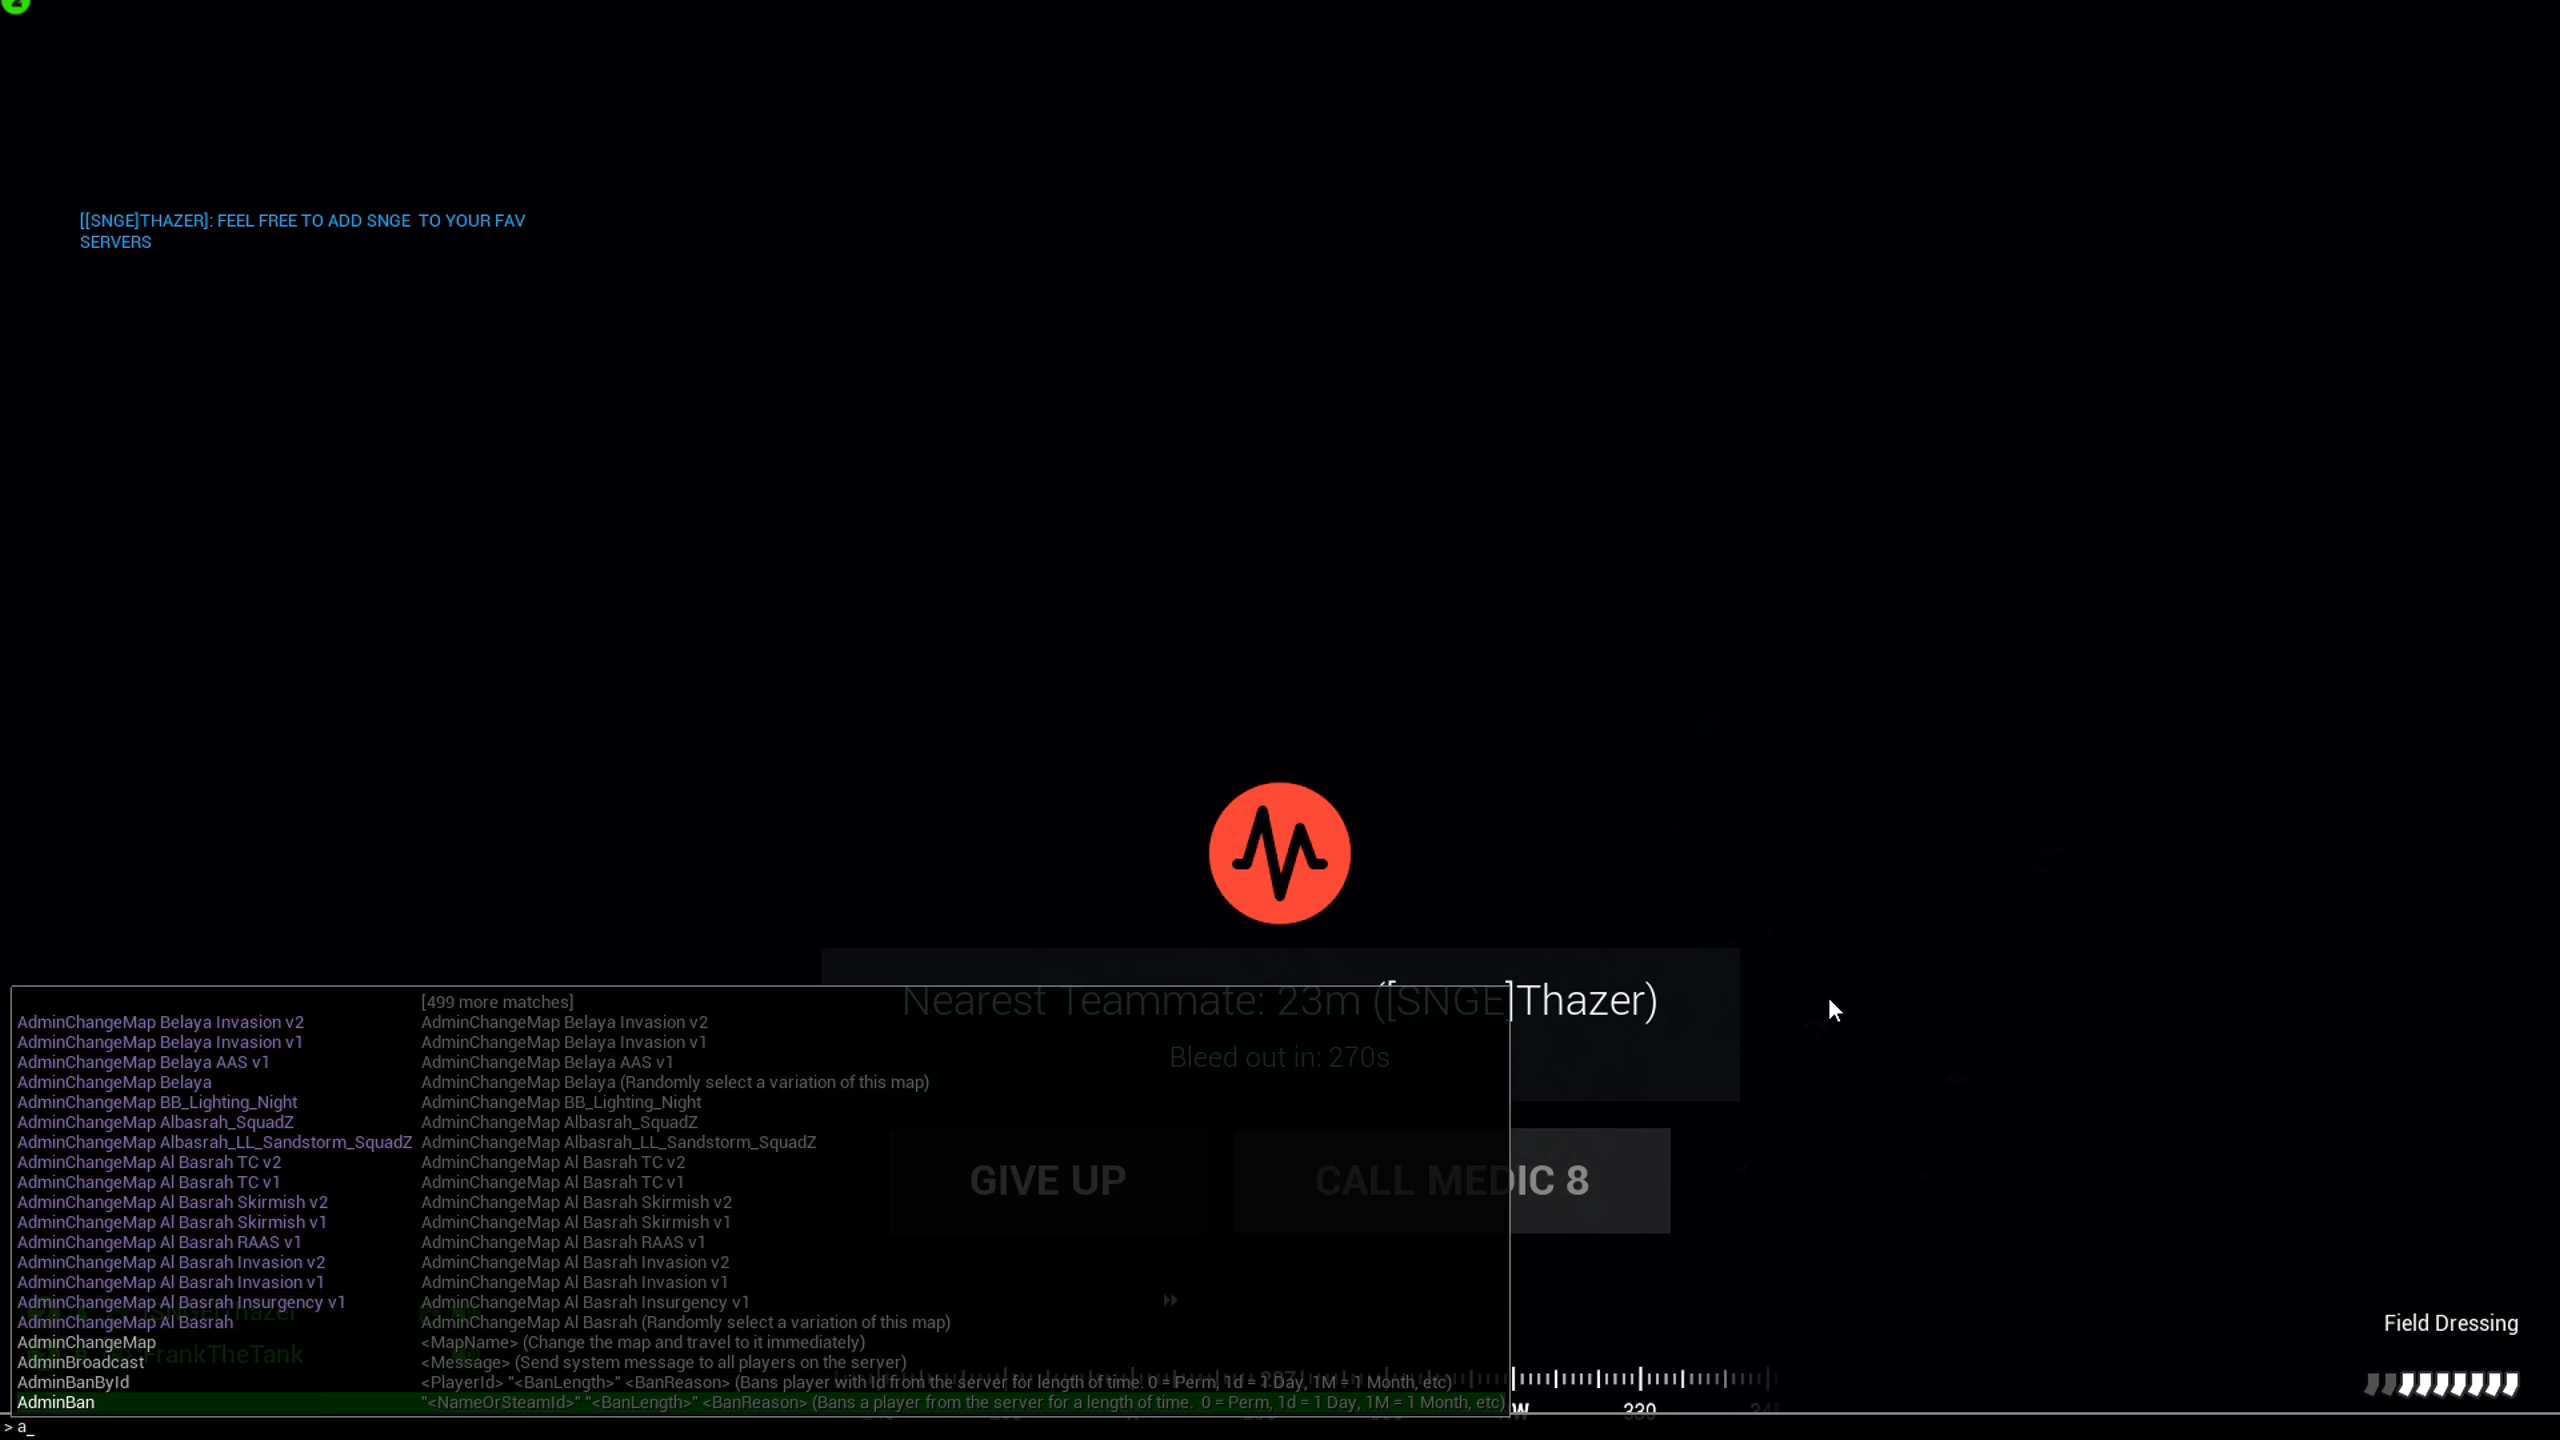 2
[[SNGE]THAZER]: FEEL FREE TO ADD SNGE  TO YOUR FAV
SERVERS
Nearest Teammate: 23m ([SNGE]Thazer)
Bleed out in: 270s
GIVE UP
CALL MEDIC 8
[499 more matches]
AdminChangeMap Belaya Invasion v2 AdminChangeMap Belaya Invasion v2
AdminChangeMap Belaya Invasion v1 AdminChangeMap Belaya Invasion v1
AdminChangeMap Belaya AAS v1 AdminChangeMap Belaya AAS v1
AdminChangeMap Belaya AdminChangeMap Belaya (Randomly select a variation of this map)
AdminChangeMap BB_Lighting_Night AdminChangeMap BB_Lighting_Night
AdminChangeMap Albasrah_SquadZ AdminChangeMap Albasrah_SquadZ
AdminChangeMap Albasrah_LL_Sandstorm_SquadZ AdminChangeMap Albasrah_LL_Sandstorm_SquadZ
AdminChangeMap Al Basrah TC v2 AdminChangeMap Al Basrah TC v2
AdminChangeMap Al Basrah TC v1 AdminChangeMap Al Basrah TC v1
AdminChangeMap Al Basrah Skirmish v2 AdminChangeMap Al Basrah Skirmish v2
AdminChangeMap Al Basrah Skirmish v1 AdminChangeMap Al Basrah Skirmish v1
AdminChangeMap Al Basrah RAAS v1 AdminChangeMap Al Basrah RAAS v1
AdminChangeMap Al Basrah Invasion v2 AdminChangeMap Al Basrah Invasion v2
AdminChangeMap Al Basrah Invasion v1 AdminChangeMap Al Basrah Invasion v1
AdminChangeMap Al Basrah Insurgency v1 AdminChangeMap Al Basrah Insurgency v1
AdminChangeMap Al Basrah AdminChangeMap Al Basrah (Randomly select a variation of this map)
AdminChangeMap <MapName> (Change the map and travel to it immediately)
AdminBroadcast <Message> (Send system message to all players on the server)
AdminBanById <PlayerId> "<BanLength>" <BanReason> (Bans player with Id from the server for length of time. 0 = Perm, 1d = 1 Day, 1M = 1 Month, etc)
AdminBan "<NameOrSteamId>" "<BanLength>" <BanReason> (Bans a player from the server for a length of time.  0 = Perm, 1d = 1 Day, 1M = 1 Month, etc)
> a_
FrankTheTank
Field Dressing
330